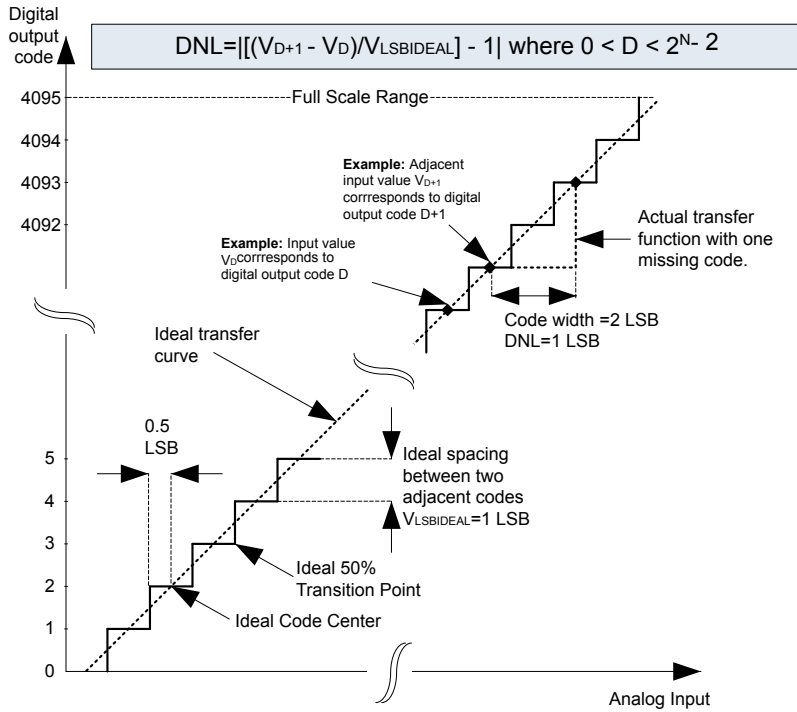 Digital
output
code
DNL=|[(VD+1 - VD)/VLSBIDEAL] - 1| where 0 < D < 2^N - 2
4095
Full Scale Range
4094
4093
4092
Example: Adjacent
input value VD+1
corrresponds to digital
output code D+1
Example: Input value
VDcorrresponds to
digital output code D
Actual transfer
function with one
missing code.
Code width =2 LSB
DNL=1 LSB
Ideal transfer
curve
0.5
LSB
Ideal spacing
between two
adjacent codes
VLSBIDEAL=1 LSB
5
4
3
2
1
0
Ideal 50%
Transition Point
Ideal Code Center
Analog Input